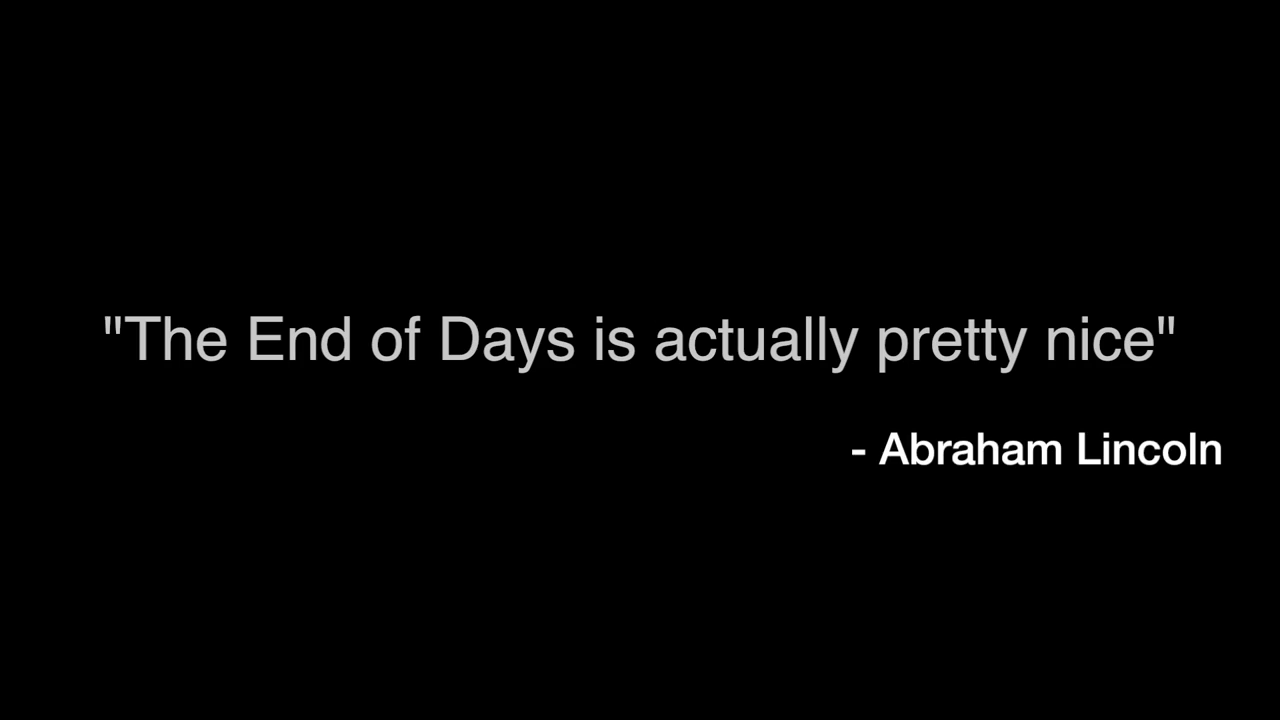 "The End of Days is actually pretty nice"
- Abraham Lincoln